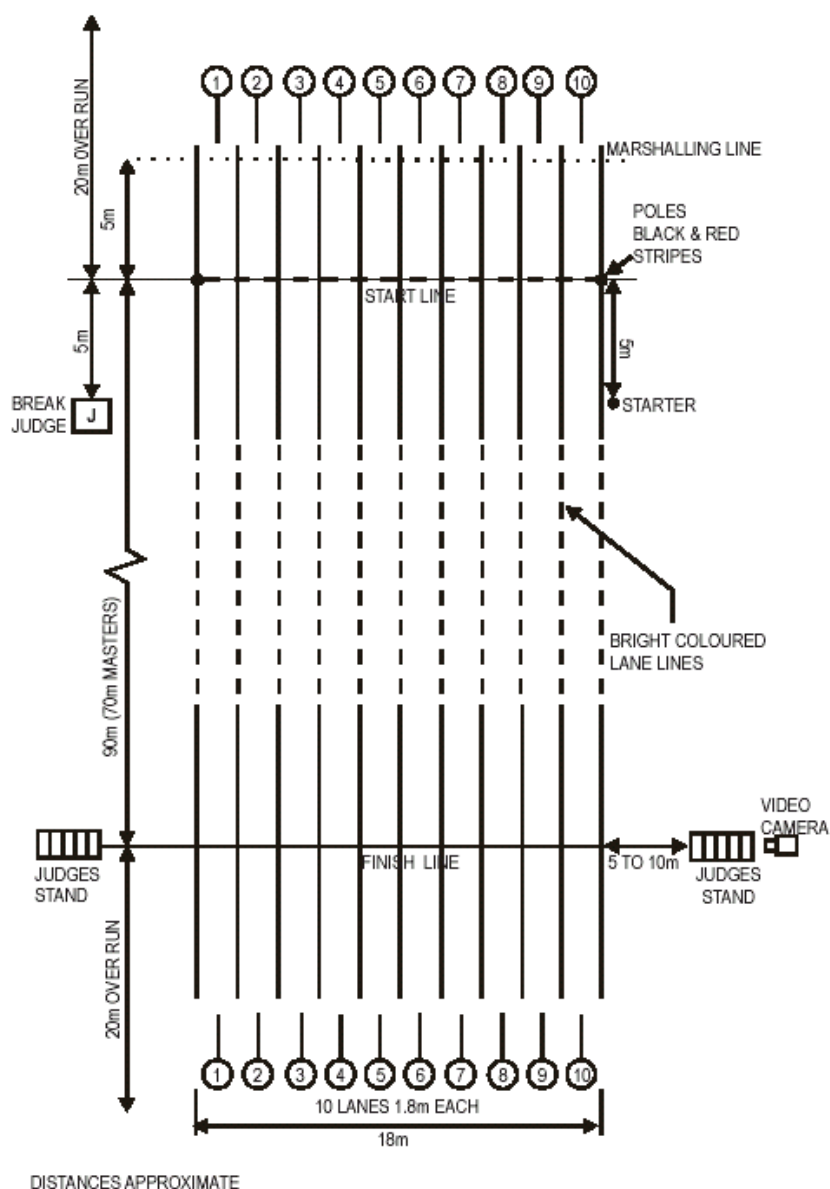 20m OVER RUN
1 2 3 4 5 6 7 8 9 10
MARSHALLING LINE
5m
POLES
BLACK & RED
STRIPES
START LINE
5m
5m
BREAK
JUDGE
J
STARTER
90m (70m MASTERS)
BRIGHT COLOURED
LANE LINES
VIDEO
CAMERA
JUDGES
STAND
FINISH LINE
5 TO 10m
JUDGES
STAND
20m OVER RUN
1 2 3 4 5 6 7 8 9 10
10 LANES 1.8m EACH
18m
DISTANCES APPROXIMATE